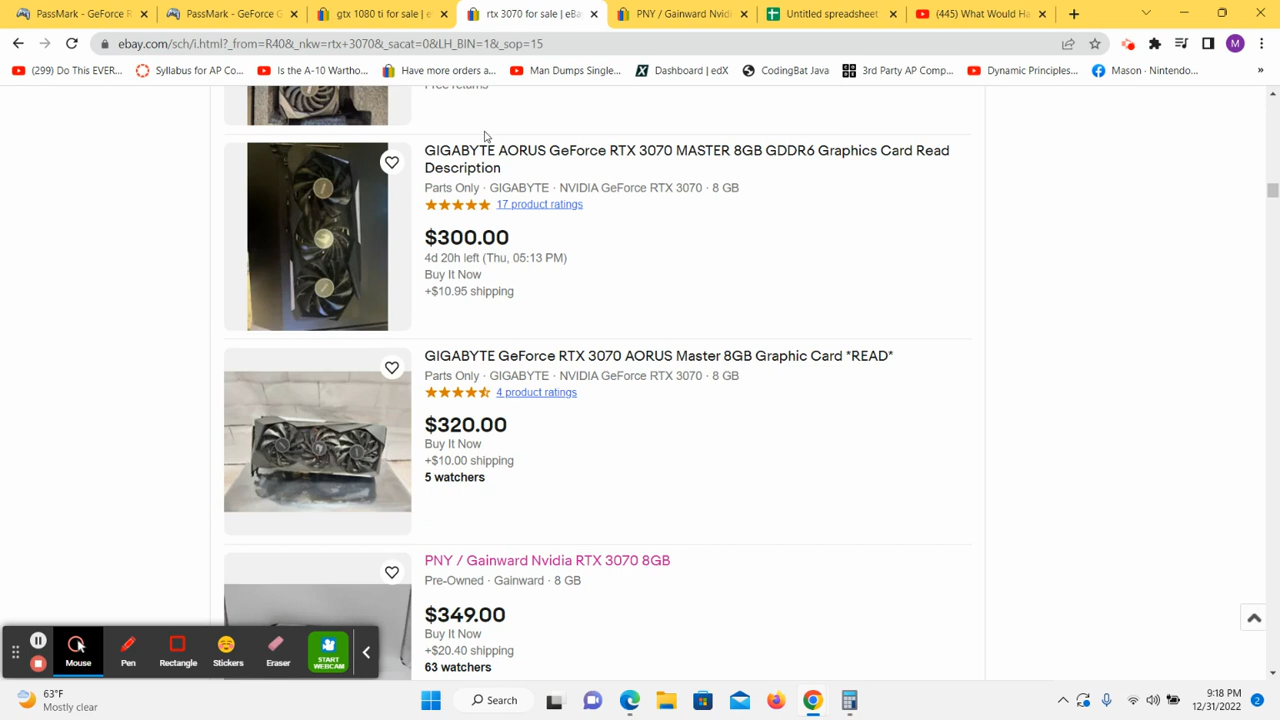 PassMark - GeForce R
PassMark - GeForce G
gtx 1080 ti for sale | e
rtx 3070 for sale | eBa
PNY / Gainward Nvidi
Untitled spreadsheet
(445) What Would Ha
ebay.com/sch/i.html?_from=R40&_nkw=rtx+3070&_sacat=0&LH_BIN=1&_sop=15
M
(299) Do This EVER...
Syllabus for AP Co...
Is the A-10 Wartho...
Have more orders a...
Man Dumps Single...
Dashboard | edX
CodingBat Java
3rd Party AP Comp...
Dynamic Principles...
Mason · Nintendo...
»
Free returns
GIGABYTE AORUS GeForce RTX 3070 MASTER 8GB GDDR6 Graphics Card Read
Description
Parts Only · GIGABYTE · NVIDIA GeForce RTX 3070 · 8 GB
17 product ratings
$300.00
4d 20h left (Thu, 05:13 PM)
Buy It Now
+$10.95 shipping
GIGABYTE GeForce RTX 3070 AORUS Master 8GB Graphic Card *READ*
Parts Only · GIGABYTE · NVIDIA GeForce RTX 3070 · 8 GB
4 product ratings
$320.00
Buy It Now
+$10.00 shipping
5 watchers
PNY / Gainward Nvidia RTX 3070 8GB
Pre-Owned · Gainward · 8 GB
$349.00
Buy It Now
+$20.40 shipping
63 watchers
Mouse
Pen
Rectangle
Stickers
Eraser
START
WEBCAM
63°F
Mostly clear
Search
9:18 PM
12/31/2022
2